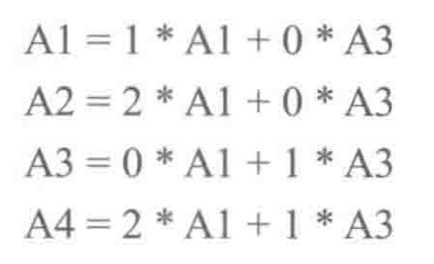 A1 = 1 * A1 + 0 * A3
A2 = 2 * A1 + 0 * A3
A3 = 0 * A1 + 1 * A3
A4 = 2 * A1 + 1 * A3